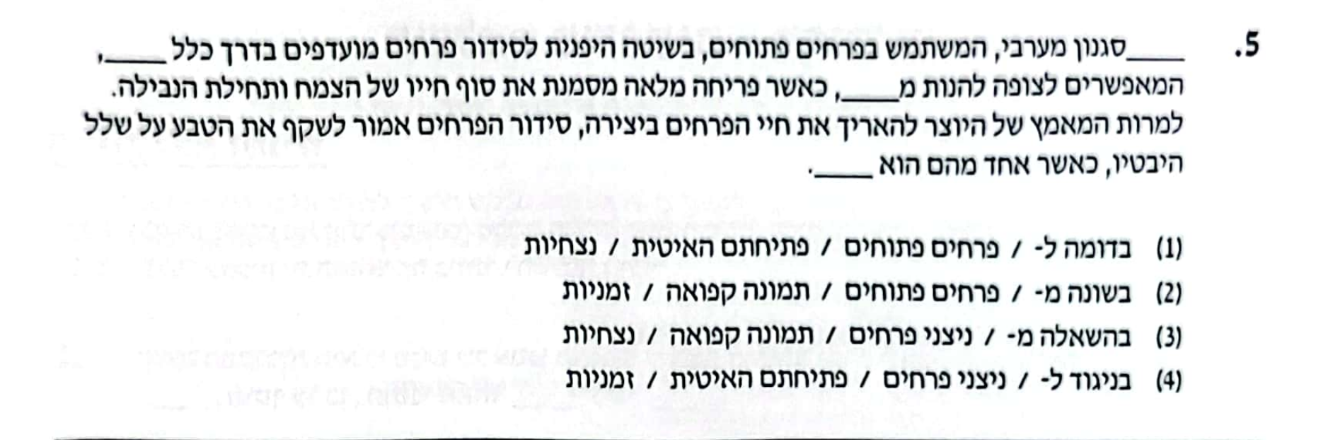 5. ____סגנון מערבי, המשתמש בפרחים פתוחים, בשיטה היפנית לסידור פרחים מועדפים בדרך כלל ____,
המאפשרים לצופה להנות מ____, כאשר פריחה מלאה מסמנת את סוף חייו של הצמח ותחילת הנבילה.
למרות המאמץ של היוצר להאריך את חיי הפרחים ביצירה, סידור הפרחים אמור לשקף את הטבע על שלל
היבטיו, כאשר אחד מהם הוא ____.
(1) בדומה ל- / פרחים פתוחים / פתיחתם האיטית / נצחיות
(2) בשונה מ- / פרחים פתוחים / תמונה קפואה / זמניות
(3) בהשאלה מ- / ניצני פרחים / תמונה קפואה / נצחיות
(4) בניגוד ל- / ניצני פרחים / פתיחתם האיטית / זמניות